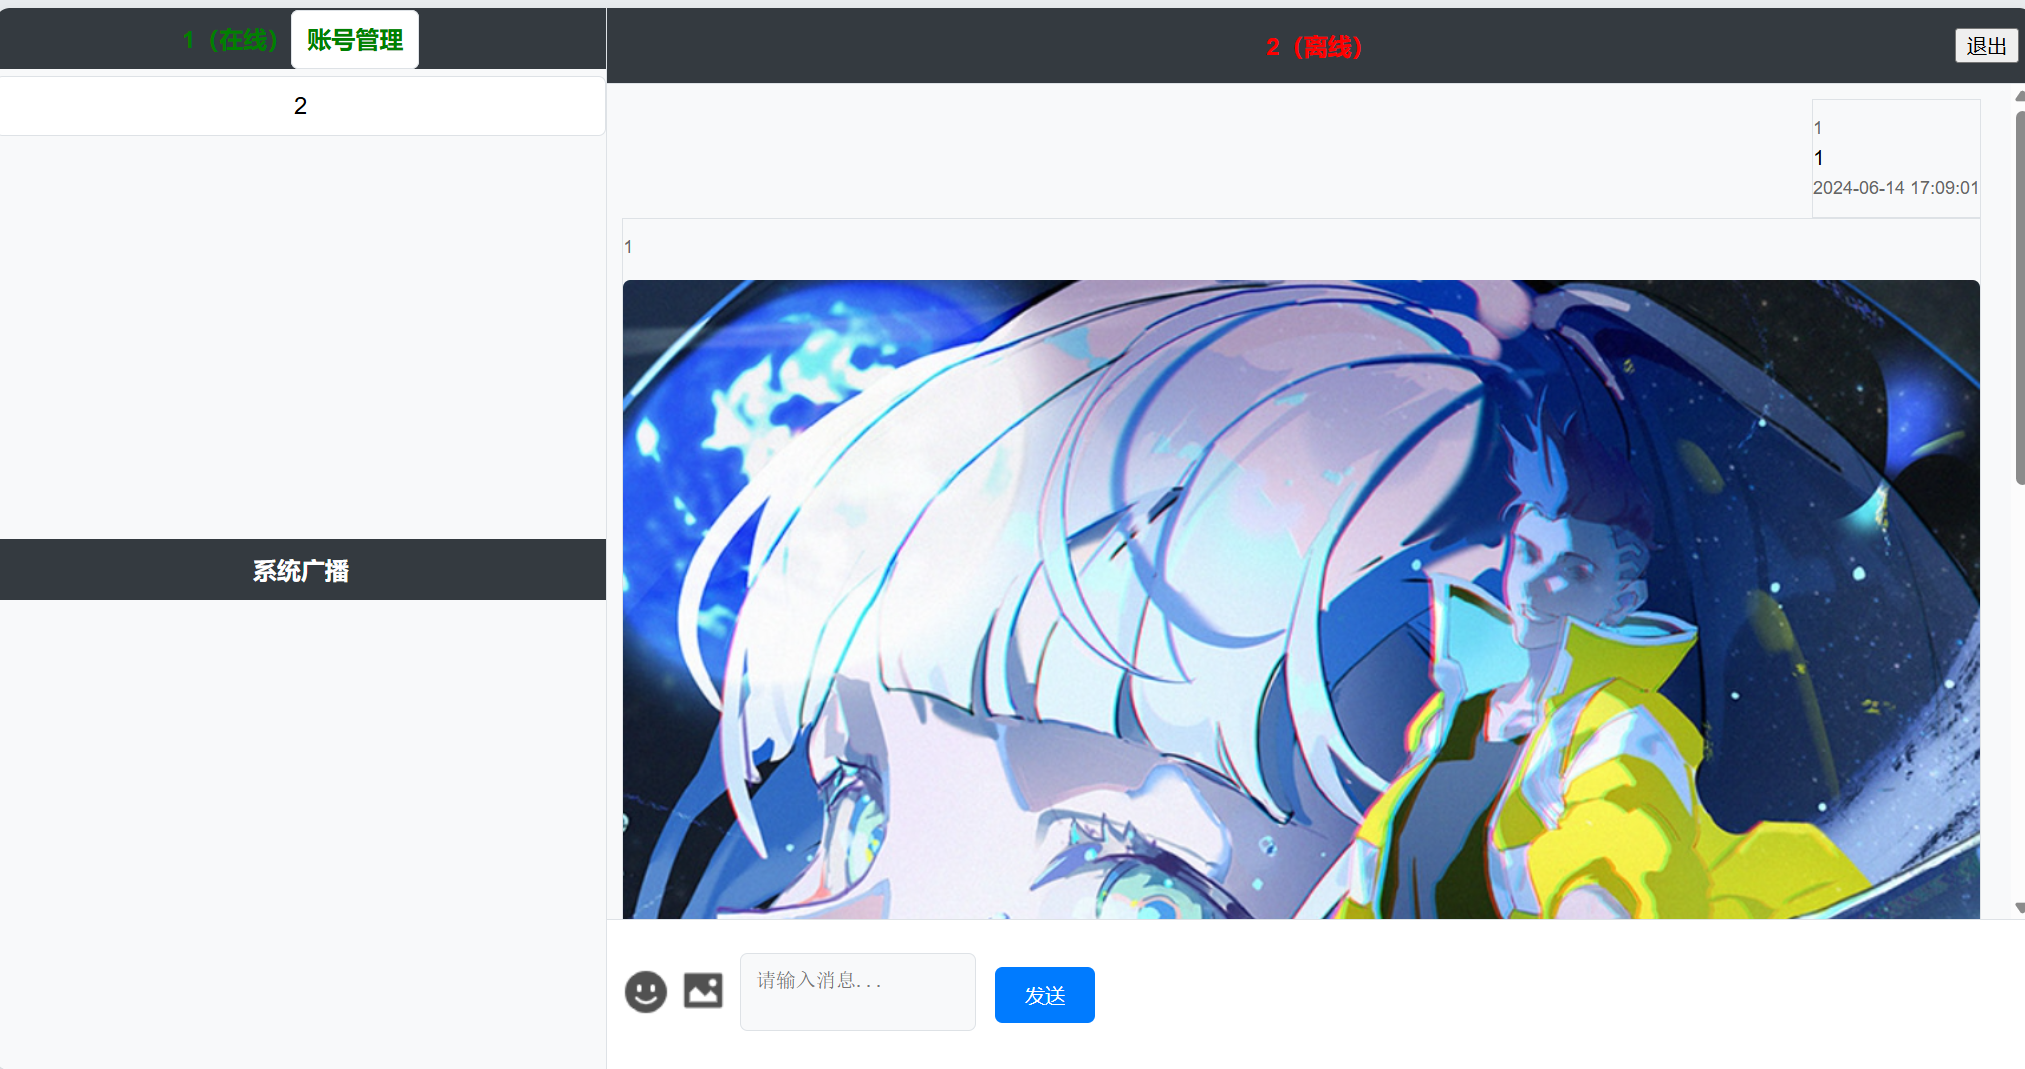 1（在线）
账号管理
2
系统广播
2（离线）
退出
1
1
2024-06-14 17:09:01
1
请输入消息...
发送